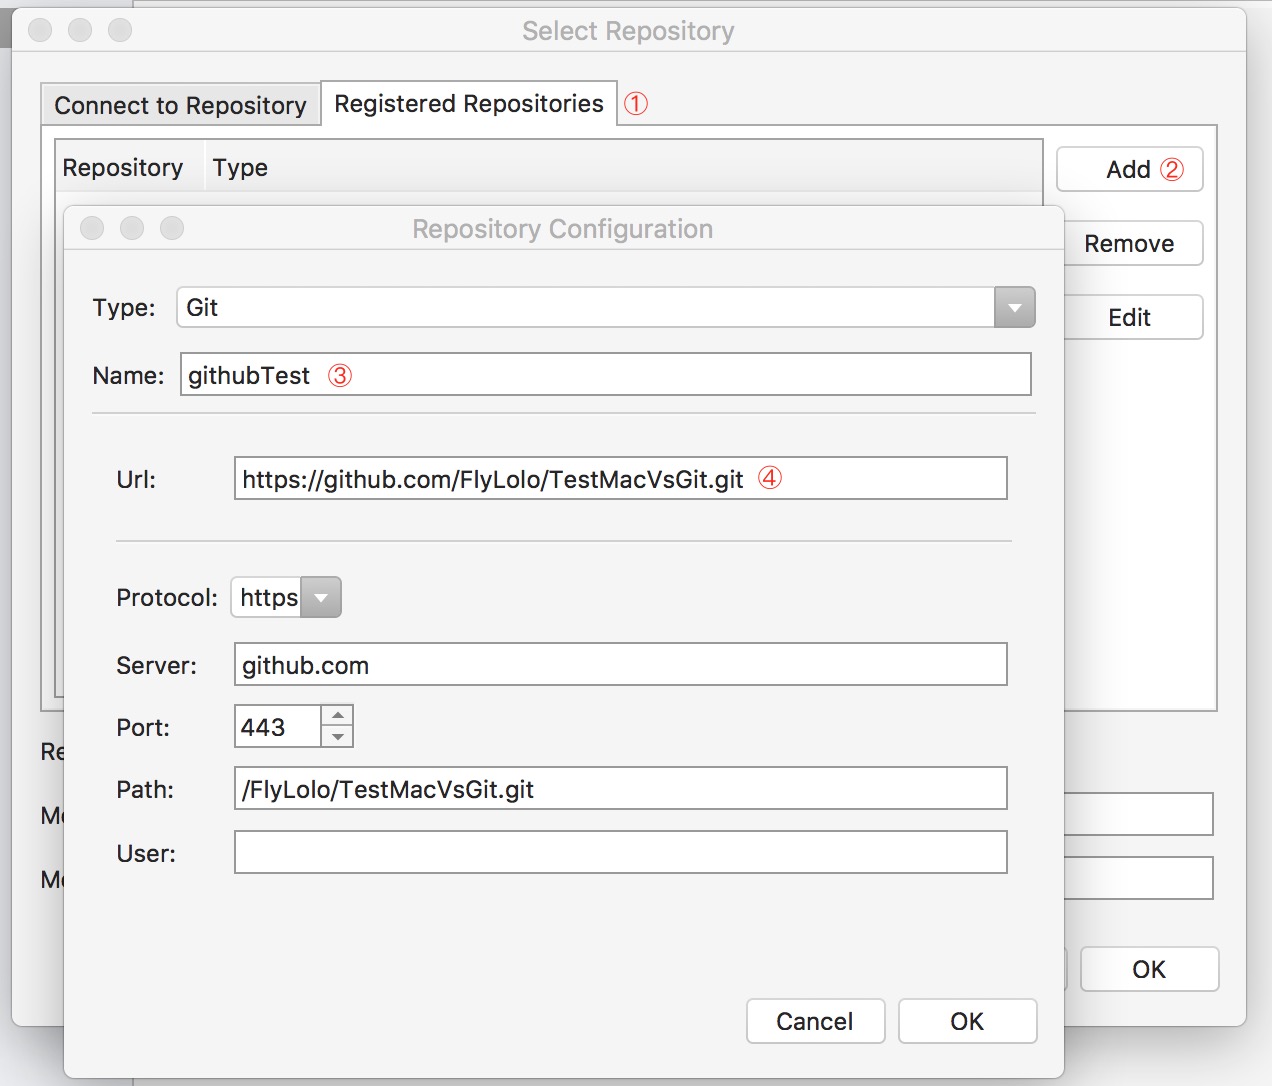 Select Repository
Connect to Repository
Registered Repositories ①
Repository Type
Add ②
Remove
Edit
Repository Configuration
Type: Git
Name: githubTest ③
Url: https://github.com/FlyLolo/TestMacVsGit.git ④
Protocol: https
Server: github.com
Port: 443
Path: /FlyLolo/TestMacVsGit.git
User:
Cancel OK
OK